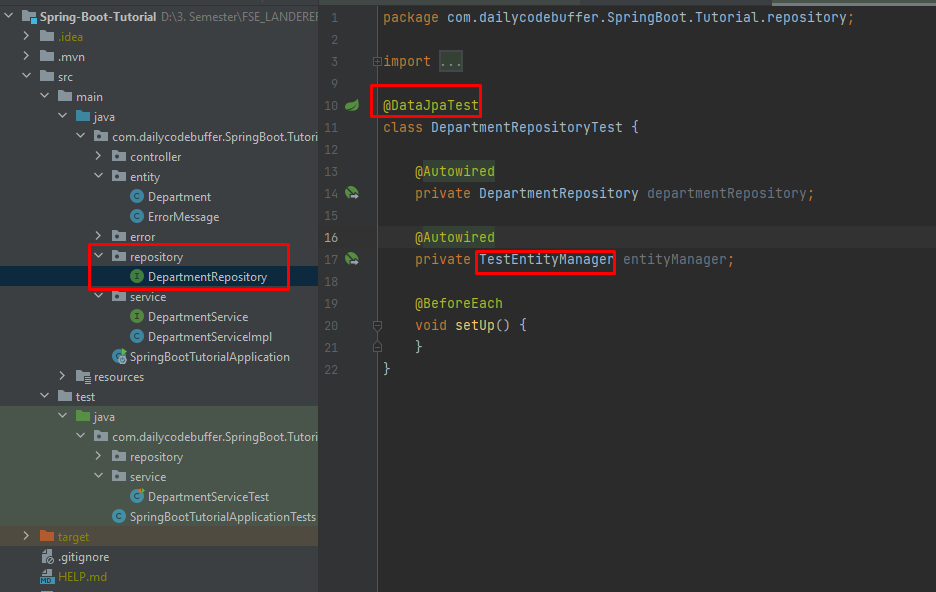 Spring-Boot-Tutorial D:\3. Semester\FSE_LANDERER
.idea
.mvn
src
main
java
com.dailycodebuffer.SpringBoot.Tutori
controller
entity
Department
ErrorMessage
error
repository
DepartmentRepository
service
DepartmentService
DepartmentServiceImpl
SpringBootTutorialApplication
resources
test
java
com.dailycodebuffer.SpringBoot.Tutori
repository
service
DepartmentServiceTest
SpringBootTutorialApplicationTests
target
.gitignore
HELP.md
1 package com.dailycodebuffer.SpringBoot.Tutorial.repository;
2
3 import ...
9
10 @DataJpaTest
11 class DepartmentRepositoryTest {
12
13 @Autowired
14 private DepartmentRepository departmentRepository;
15
16 @Autowired
17 private TestEntityManager entityManager;
18
19 @BeforeEach
20 void setUp() {
21 }
22 }